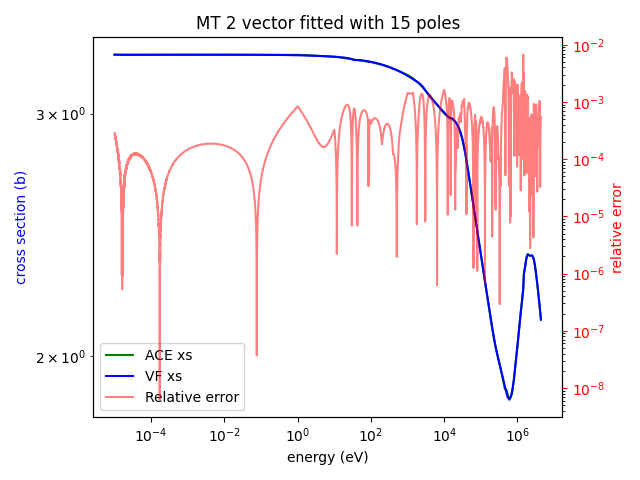 MT 2 vector fitted with 15 poles
cross section (b)
3 × 10⁰
2 × 10⁰
10⁻²
10⁻³
10⁻⁴
10⁻⁵
10⁻⁶
10⁻⁷
10⁻⁸
relative error
ACE xs
VF xs
Relative error
10⁻⁴ 10⁻² 10⁰ 10² 10⁴ 10⁶
energy (eV)